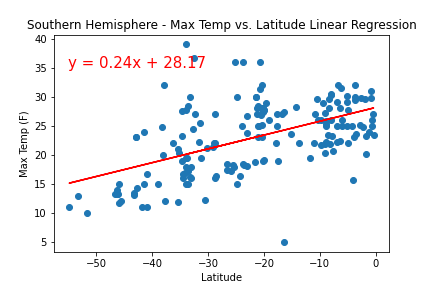 Southern Hemisphere - Max Temp vs. Latitude Linear Regression
40
y = 0.24x + 28.17
35
30
25
20
15
10
5
Max Temp (F)
−50 −40 −30 −20 −10 0
Latitude